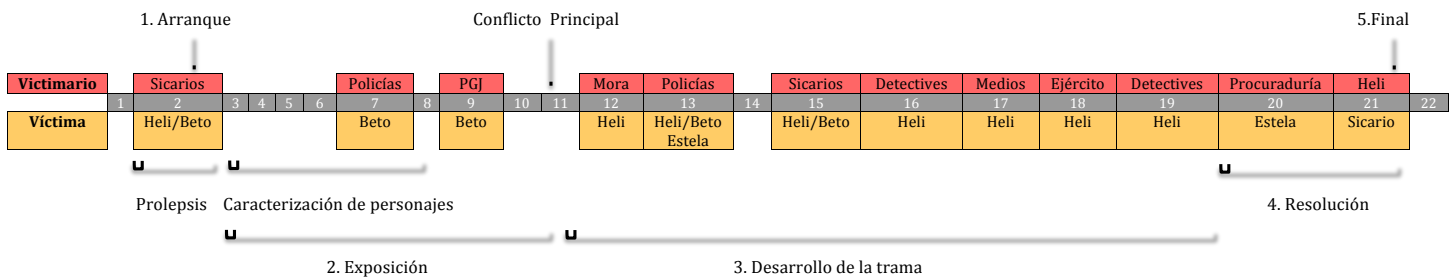 1. Arranque Conflicto Principal 5.Final
Victimario Sicarios Policías PGJ Mora Policías Sicarios Detectives Medios Ejército Detectives Procuraduría Heli
1 2 3 4 5 6 7 8 9 10 11 12 13 14 15 16 17 18 19 20 21 22
Víctima Heli/Beto Beto Beto Heli Heli/Beto Heli/Beto Heli Heli Heli Heli Estela Sicario
Estela
Prolepsis Caracterización de personajes 4. Resolución
2. Exposición 3. Desarrollo de la trama